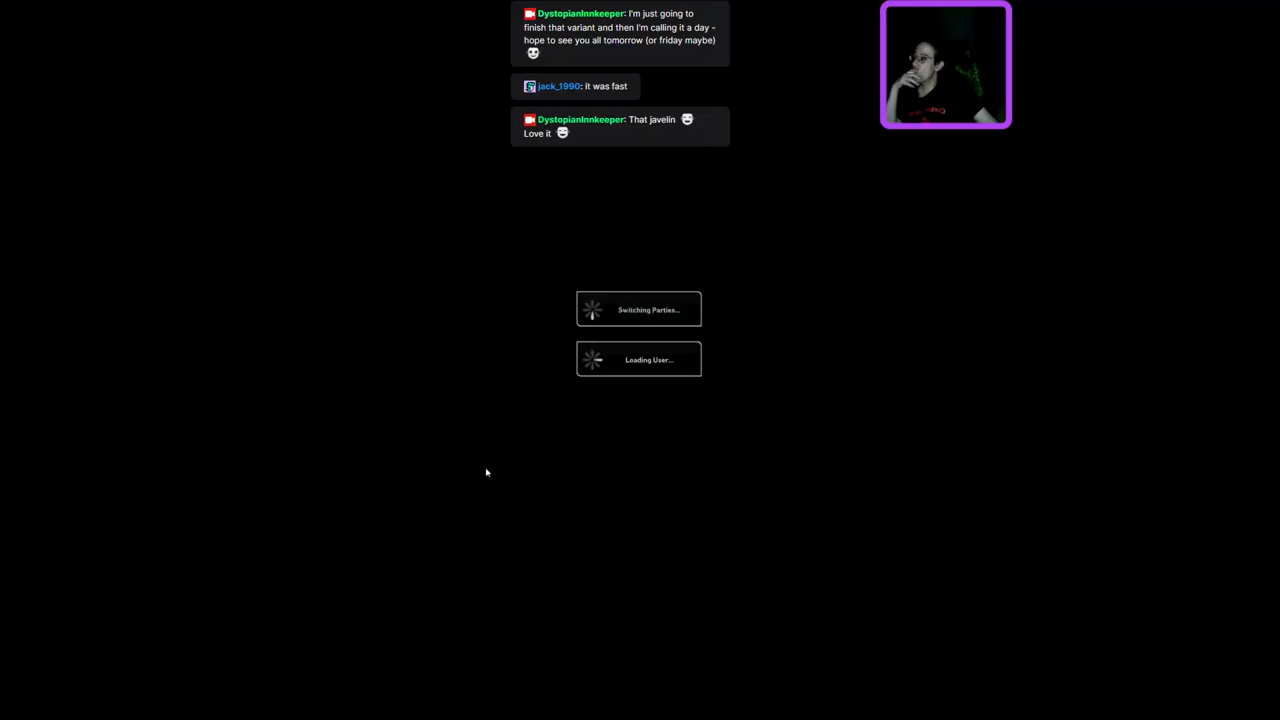 DystopianInnkeeper: I'm just going to
finish that variant and then I'm calling it a day -
hope to see you all tomorrow (or friday maybe)
jack_1990: it was fast
DystopianInnkeeper: That javelin
Love it
Switching Parties...
Loading User...